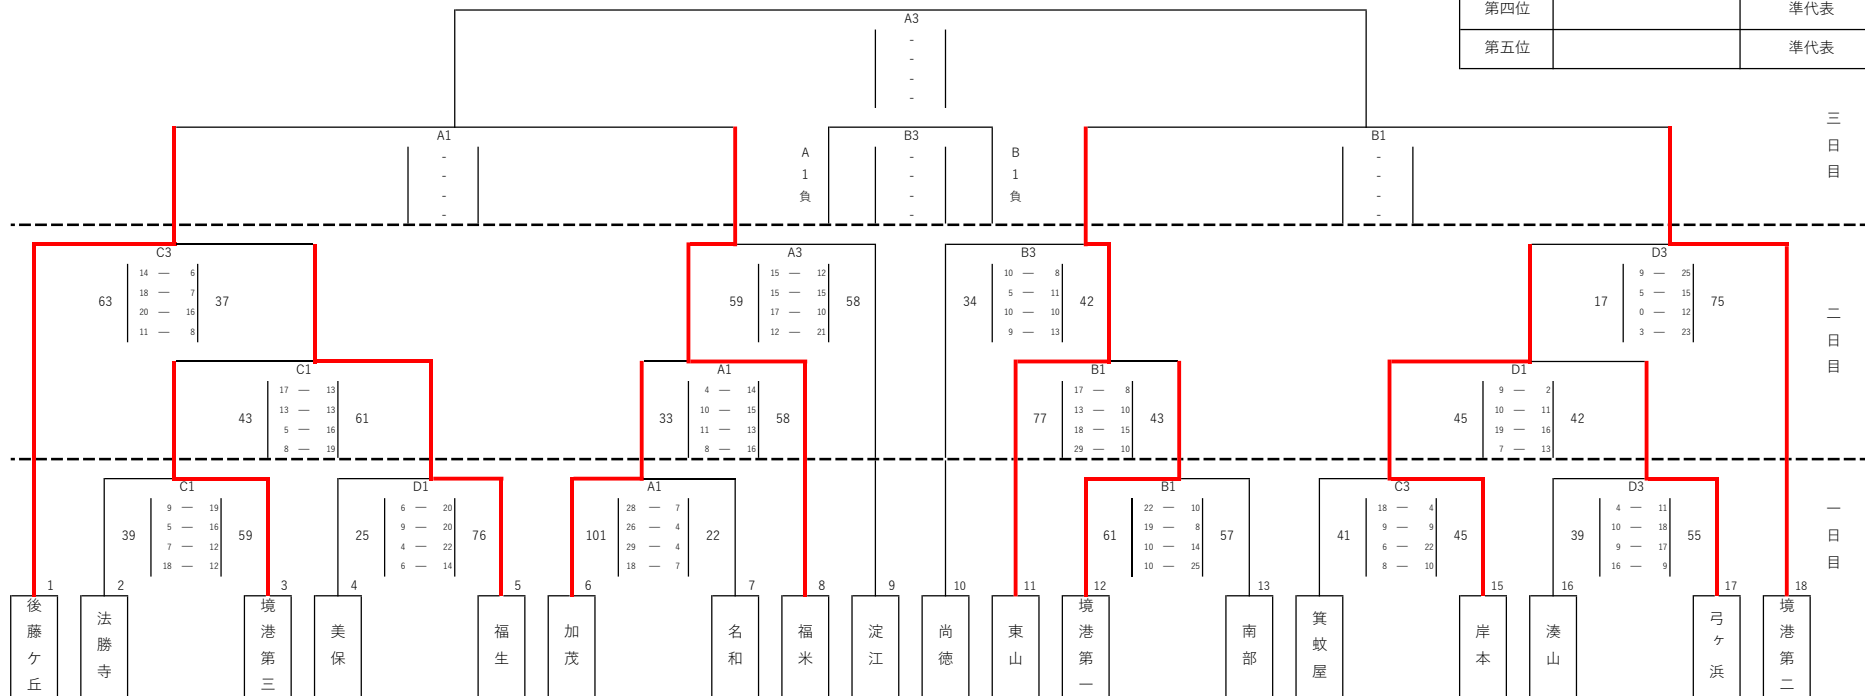 第四位 準代表
第五位 準代表
A3
-
-
-
-
三日目
A1
-
-
-
-
A1負
B3
-
-
-
-
B1負
B1
-
-
-
-
二日目
C3
63 37
14 — 6
18 — 7
20 — 16
11 — 8
A3
59 58
15 — 12
15 — 15
17 — 10
12 — 21
B3
34 42
10 — 8
5 — 11
10 — 10
9 — 13
D3
17 75
9 — 25
5 — 15
0 — 12
3 — 23
C1
43 61
17 — 13
13 — 13
5 — 16
8 — 19
A1
33 58
4 — 14
10 — 15
11 — 13
8 — 16
B1
77 43
17 — 8
13 — 10
18 — 15
29 — 10
D1
45 42
9 — 2
10 — 11
19 — 16
7 — 13
一日目
C1
39 59
9 — 19
5 — 16
7 — 12
18 — 12
D1
25 76
6 — 20
9 — 20
4 — 22
6 — 14
A1
101 22
28 — 7
26 — 4
29 — 4
18 — 7
B1
61 57
22 — 10
19 — 8
10 — 14
10 — 25
C3
41 45
18 — 4
9 — 9
6 — 22
8 — 10
D3
39 55
4 — 11
10 — 18
9 — 17
16 — 9
1 2 3 4 5 6 7 8 9 10 11 12 13 15 16 17 18
後藤ケ丘
法勝寺
境港第三
美保
福生
加茂
名和
福米
淀江
尚徳
東山
境港第一
南部
箕蚊屋
岸本
湊山
弓ヶ浜
境港第二